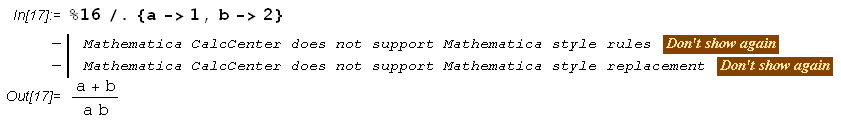 In[17]:= %16 /. {a -> 1, b -> 2}
– Mathematica CalcCenter does not support Mathematica style rules Don't show again
– Mathematica CalcCenter does not support Mathematica style replacement Don't show again
Out[17]= a + b
a b